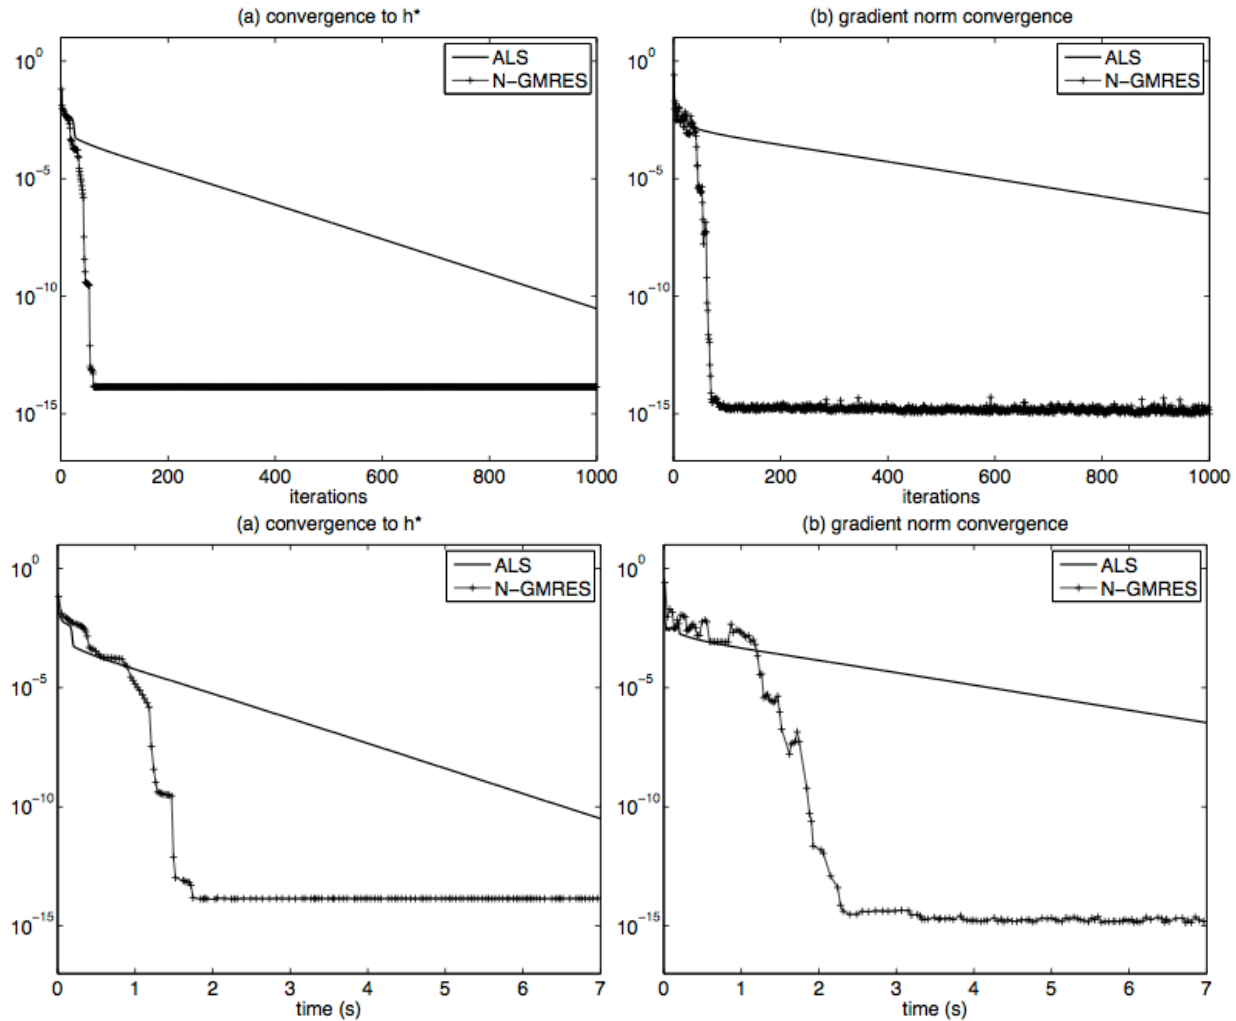 (a) convergence to h*
10^0
10^-5
10^-10
10^-15
ALS
N-GMRES
0 200 400 600 800 1000
iterations
(b) gradient norm convergence
10^0
10^-5
10^-10
10^-15
ALS
N-GMRES
0 200 400 600 800 1000
iterations
(a) convergence to h*
10^0
10^-5
10^-10
10^-15
ALS
N-GMRES
0 1 2 3 4 5 6 7
time (s)
(b) gradient norm convergence
10^0
10^-5
10^-10
10^-15
ALS
N-GMRES
0 1 2 3 4 5 6 7
time (s)